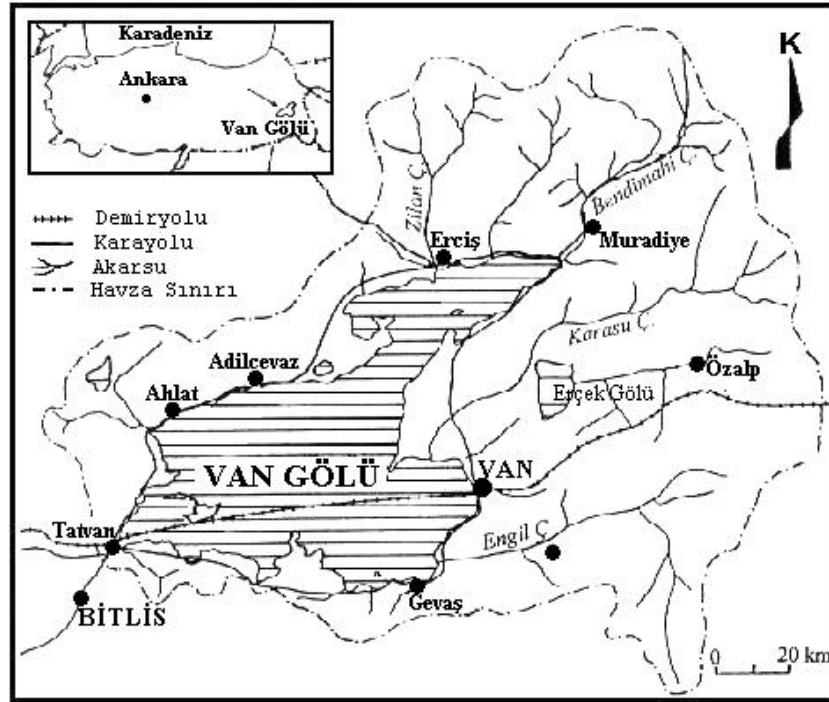 Karadeniz
Ankara
Van Gölü
K
Demiryolu
Karayolu
Akarsu
Havza Sınırı
Zilan Ç.
Bendimahi Ç.
Erciş
Muradiye
Karasu Ç.
Adilcevaz
Özalp
Ahlat
Erçek Gölü
VAN GÖLÜ
VAN
Tatvan
Engil Ç.
BİTLİS
Gevaş
0 20 km